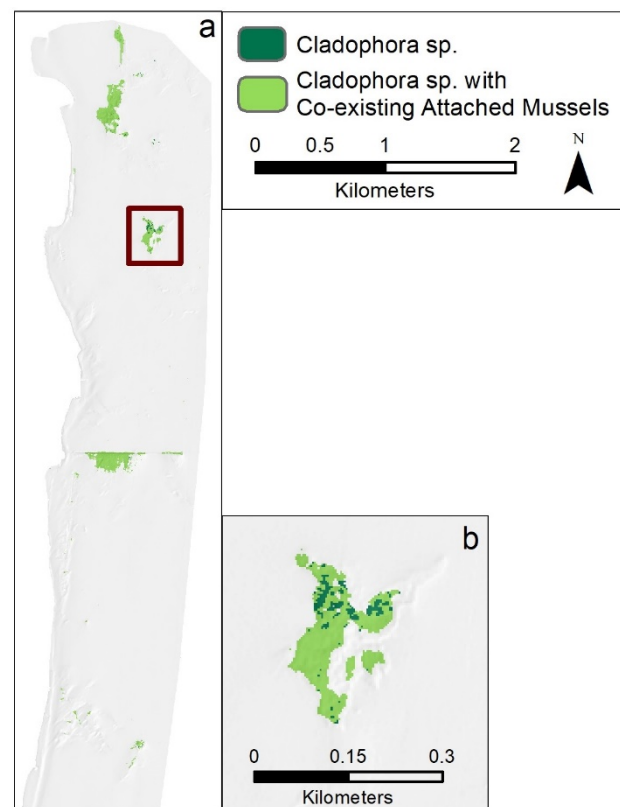 a
Cladophora sp.
Cladophora sp. with
Co-existing Attached Mussels
0 0.5 1 2
Kilometers
N
b
0 0.15 0.3
Kilometers